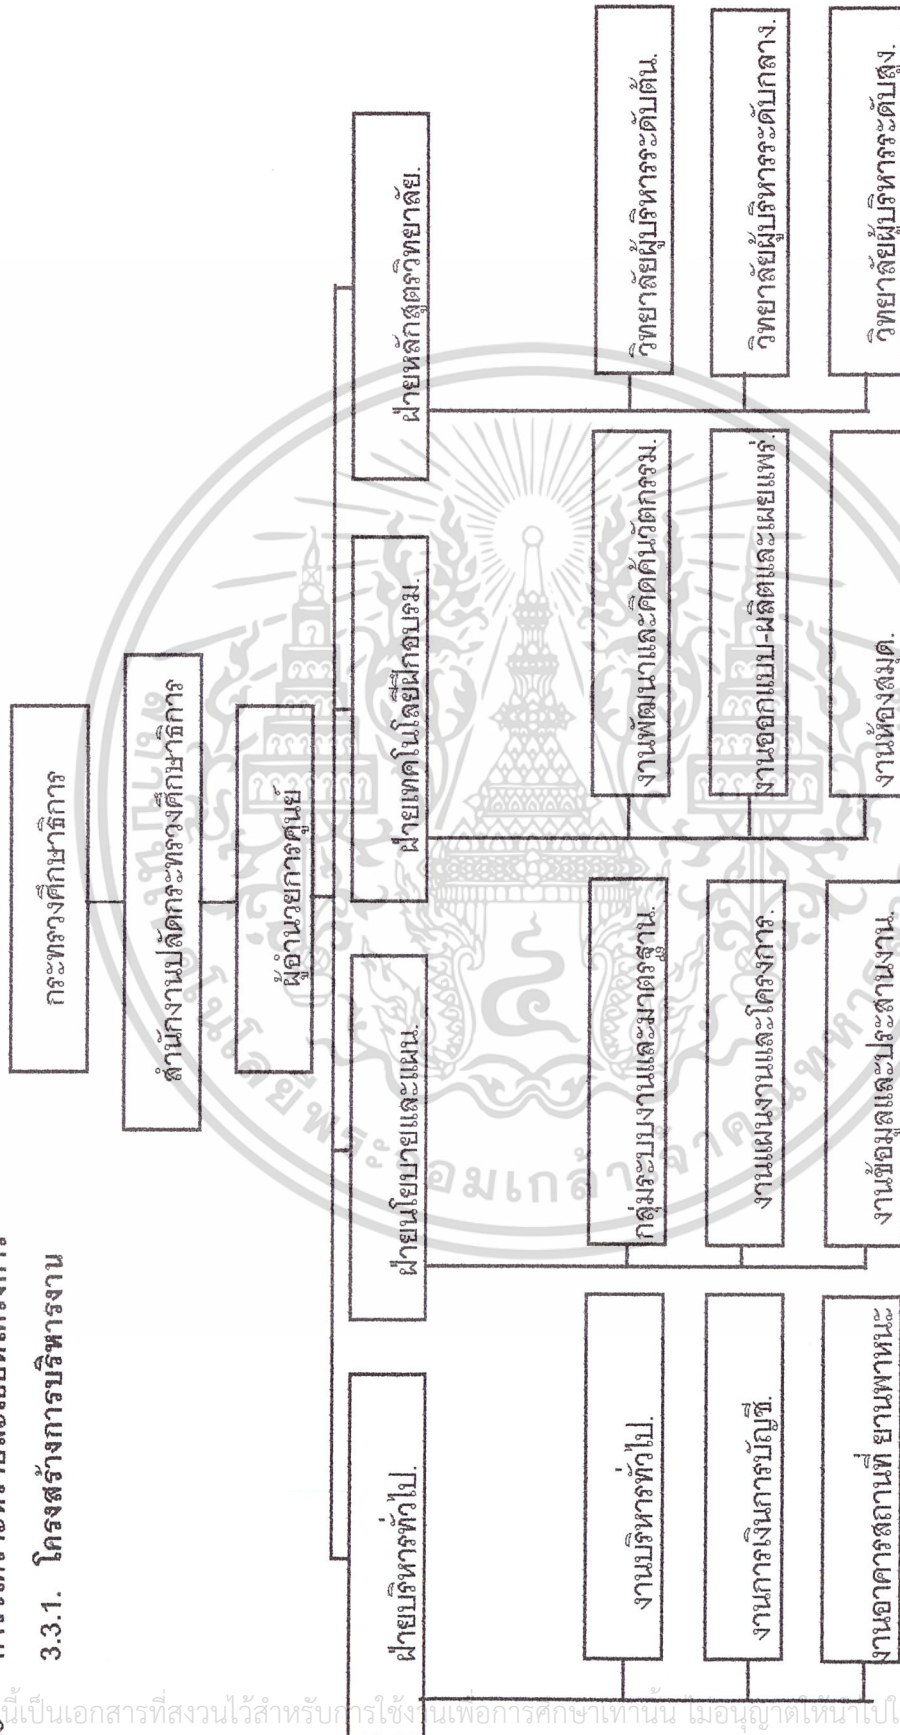 3.3.1. โครงสร้างการบริหารงาน
กระทรวงศึกษาธิการ
สำนักงานปลัดกระทรวงศึกษาธิการ
ผู้อำนวยการศูนย์
ฝ่ายบริหารทั่วไป.
ฝ่ายนโยบายและแผน.
ฝ่ายเทคโนโลยีฝึกอบรม.
ฝ่ายหลักสูตรวิทยาลัย.
งานบริหารทั่วไป.
กลุ่มระบบงานและมาตรฐาน.
งานพัฒนาและคิดค้นวัตกรรม.
วิทยาลัยผู้บริหารระดับต้น.
งานการเงินการบัญชี.
งานแผนงานและโครงการ.
งานออกแบบ-ผลิตและเผยแพร่.
วิทยาลัยผู้บริหารระดับกลาง.
งานอาคารสถานที่ ยานพาหนะ
งานข้อมูลและประสานงาน.
งานห้องสมุด.
วิทยาลัยผู้บริหารระดับสูง.
นี้เป็นเอกสารที่สงวนไว้สำหรับการใช้งานเพื่อการศึกษาเท่านั้น ไม่อนุญาตให้นำไปใ